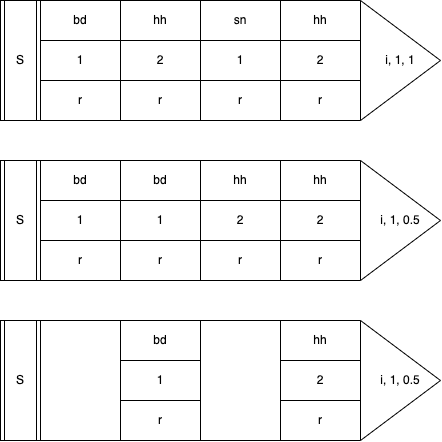 bd hh sn hh
S 1 2 1 2 i, 1, 1
r r r r
bd bd hh hh
S 1 1 2 2 i, 1, 0.5
r r r r
bd hh
S 1 2 i, 1, 0.5
r r